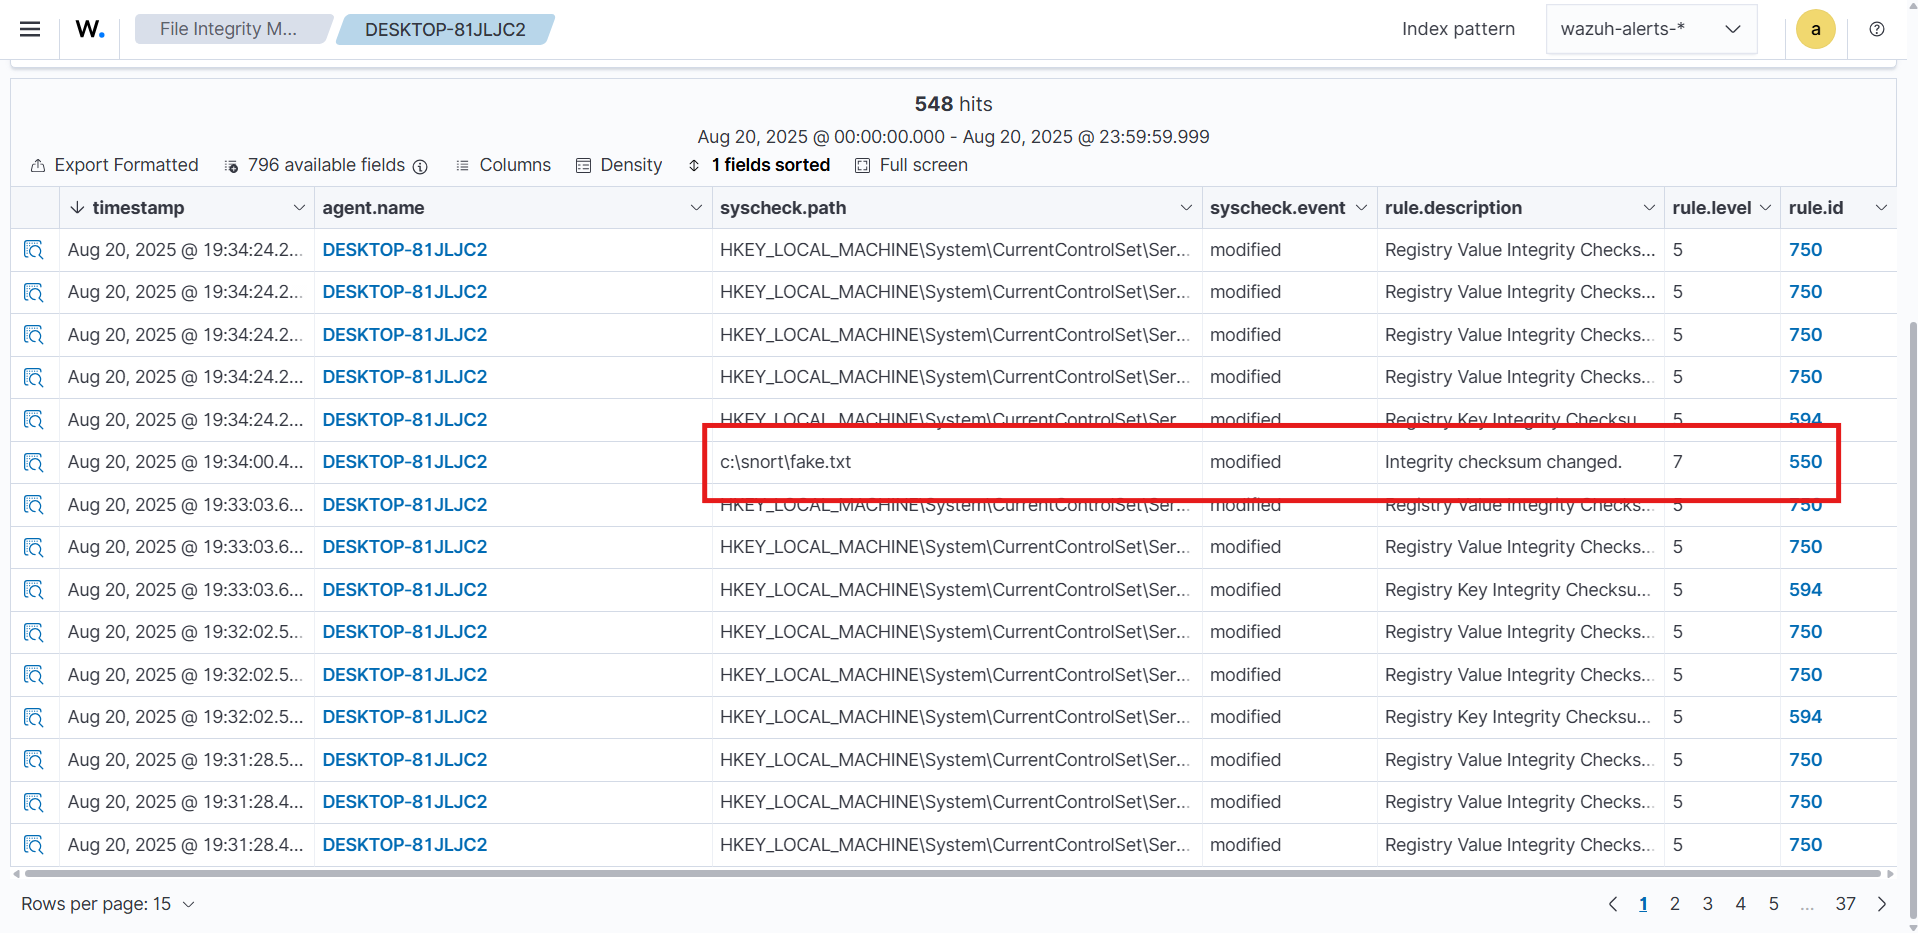 W.
File Integrity M...
DESKTOP-81JLJC2
Index pattern
wazuh-alerts-*
a
548 hits
Aug 20, 2025 @ 00:00:00.000 - Aug 20, 2025 @ 23:59:59.999
Export Formatted 796 available fields Columns Density 1 fields sorted Full screen
timestamp agent.name syscheck.path syscheck.event rule.description rule.level rule.id
Aug 20, 2025 @ 19:34:24.2... DESKTOP-81JLJC2 HKEY_LOCAL_MACHINE\System\CurrentControlSet\Ser... modified Registry Value Integrity Checks... 5 750
Aug 20, 2025 @ 19:34:24.2... DESKTOP-81JLJC2 HKEY_LOCAL_MACHINE\System\CurrentControlSet\Ser... modified Registry Value Integrity Checks... 5 750
Aug 20, 2025 @ 19:34:24.2... DESKTOP-81JLJC2 HKEY_LOCAL_MACHINE\System\CurrentControlSet\Ser... modified Registry Value Integrity Checks... 5 750
Aug 20, 2025 @ 19:34:24.2... DESKTOP-81JLJC2 HKEY_LOCAL_MACHINE\System\CurrentControlSet\Ser... modified Registry Value Integrity Checks... 5 750
Aug 20, 2025 @ 19:34:24.2... DESKTOP-81JLJC2 HKEY_LOCAL_MACHINE\System\CurrentControlSet\Ser... modified Registry Key Integrity Checksu... 5 594
Aug 20, 2025 @ 19:34:00.4... DESKTOP-81JLJC2 c:\snort\fake.txt modified Integrity checksum changed. 7 550
Aug 20, 2025 @ 19:33:03.6... DESKTOP-81JLJC2 HKEY_LOCAL_MACHINE\System\CurrentControlSet\Ser... modified Registry Value Integrity Checks... 5 750
Aug 20, 2025 @ 19:33:03.6... DESKTOP-81JLJC2 HKEY_LOCAL_MACHINE\System\CurrentControlSet\Ser... modified Registry Value Integrity Checks... 5 750
Aug 20, 2025 @ 19:33:03.6... DESKTOP-81JLJC2 HKEY_LOCAL_MACHINE\System\CurrentControlSet\Ser... modified Registry Key Integrity Checksu... 5 594
Aug 20, 2025 @ 19:32:02.5... DESKTOP-81JLJC2 HKEY_LOCAL_MACHINE\System\CurrentControlSet\Ser... modified Registry Value Integrity Checks... 5 750
Aug 20, 2025 @ 19:32:02.5... DESKTOP-81JLJC2 HKEY_LOCAL_MACHINE\System\CurrentControlSet\Ser... modified Registry Value Integrity Checks... 5 750
Aug 20, 2025 @ 19:32:02.5... DESKTOP-81JLJC2 HKEY_LOCAL_MACHINE\System\CurrentControlSet\Ser... modified Registry Key Integrity Checksu... 5 594
Aug 20, 2025 @ 19:31:28.5... DESKTOP-81JLJC2 HKEY_LOCAL_MACHINE\System\CurrentControlSet\Ser... modified Registry Value Integrity Checks... 5 750
Aug 20, 2025 @ 19:31:28.4... DESKTOP-81JLJC2 HKEY_LOCAL_MACHINE\System\CurrentControlSet\Ser... modified Registry Value Integrity Checks... 5 750
Aug 20, 2025 @ 19:31:28.4... DESKTOP-81JLJC2 HKEY_LOCAL_MACHINE\System\CurrentControlSet\Ser... modified Registry Value Integrity Checks... 5 750
Rows per page: 15
1 2 3 4 5 ... 37